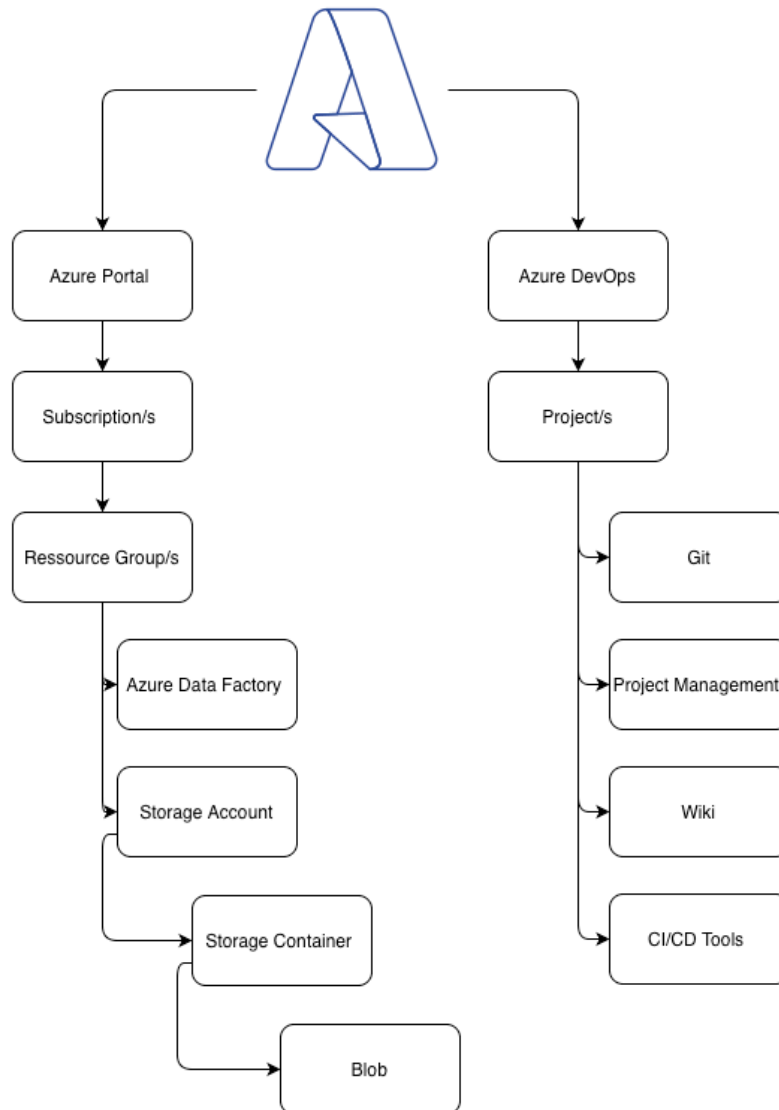 Azure Portal
Azure DevOps
Subscription/s
Project/s
Ressource Group/s
Git
Azure Data Factory
Project Management
Storage Account
Wiki
Storage Container
CI/CD Tools
Blob